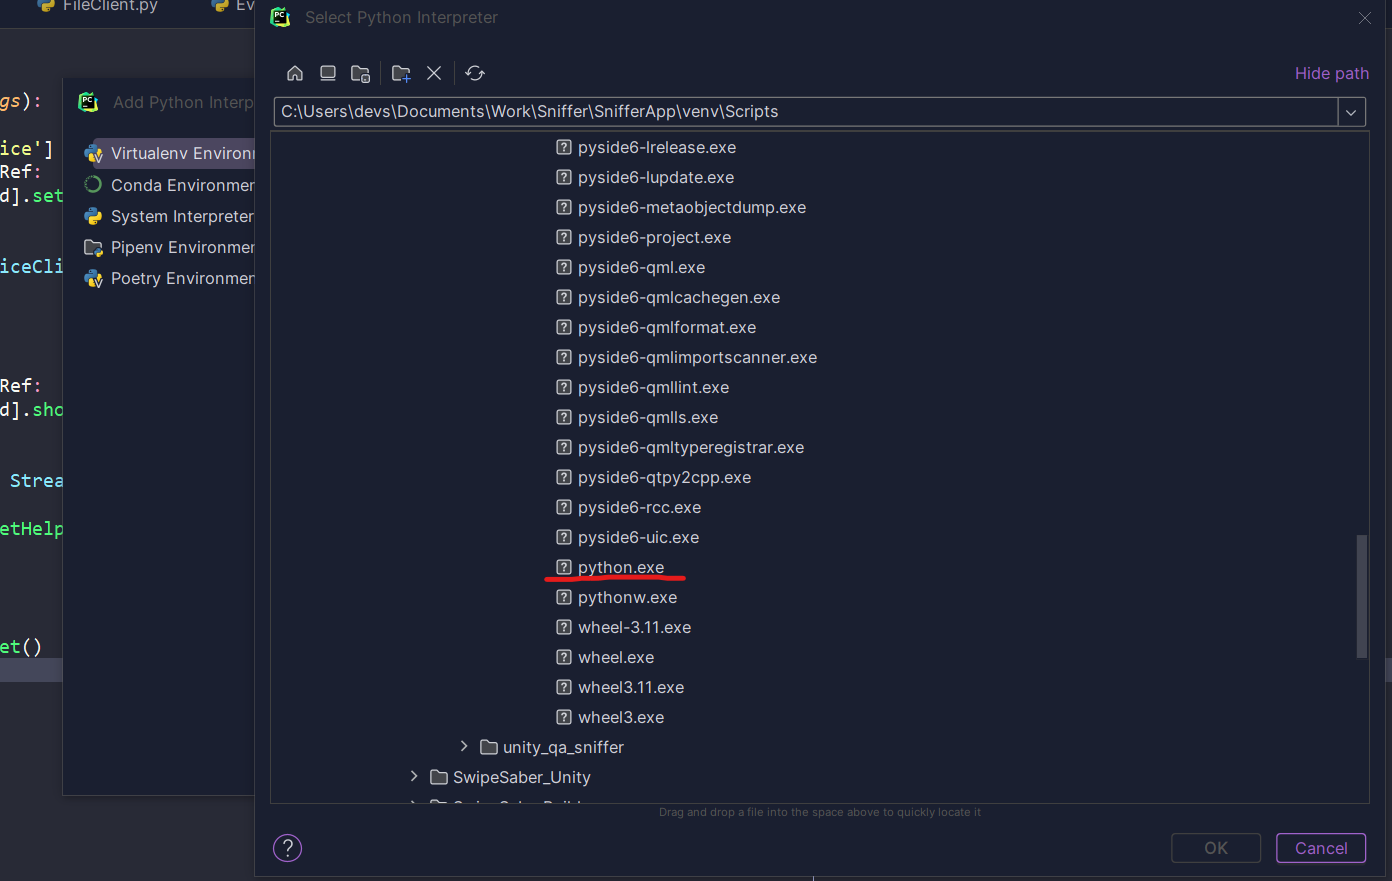 FileClient.py
Ev
Select Python Interpreter
Hide path
C:\Users\devs\Documents\Work\Sniffer\SnifferApp\venv\Scripts
gs):
Add Python Interp
ice']
Virtualenv Environ
Ref:
Conda Environmer
d].set
System Interpreter
Pipenv Environmer
iceCli
Poetry Environmer
Ref:
d].sho
Strea
etHelp
et()
pyside6-lrelease.exe
pyside6-lupdate.exe
pyside6-metaobjectdump.exe
pyside6-project.exe
pyside6-qml.exe
pyside6-qmlcachegen.exe
pyside6-qmlformat.exe
pyside6-qmlimportscanner.exe
pyside6-qmllint.exe
pyside6-qmlls.exe
pyside6-qmltyperegistrar.exe
pyside6-qtpy2cpp.exe
pyside6-rcc.exe
pyside6-uic.exe
python.exe
pythonw.exe
wheel-3.11.exe
wheel.exe
wheel3.11.exe
wheel3.exe
unity_qa_sniffer
SwipeSaber_Unity
Drag and drop a file into the space above to quickly locate it
?
OK
Cancel